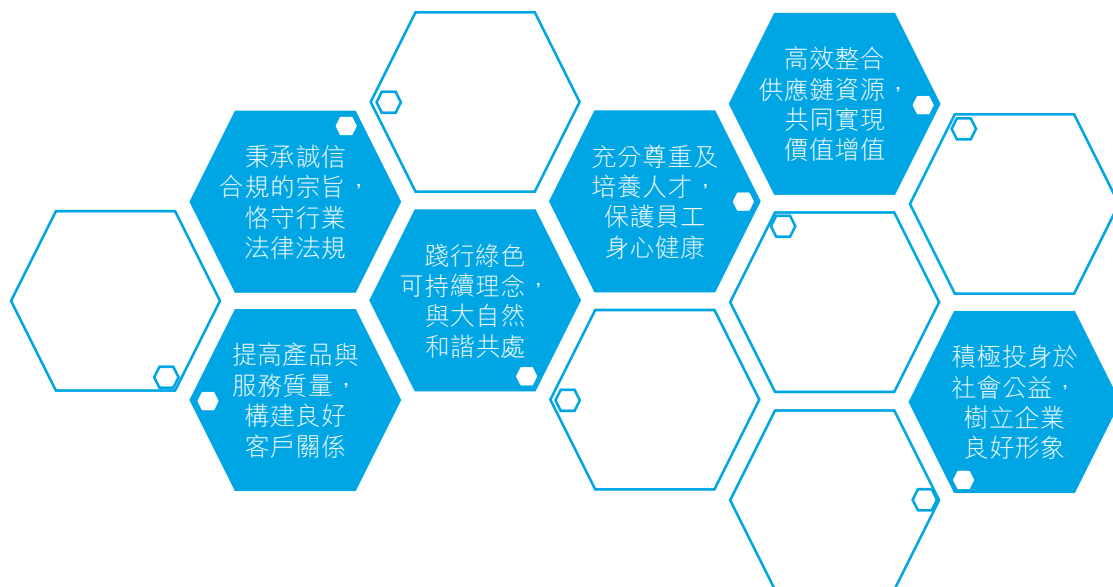 秉承誠信
合規的宗旨，
恪守行業
法律法規
提高產品與
服務質量，
構建良好
客戶關係
踐行綠色
可持續理念，
與大自然
和諧共處
充分尊重及
培養人才，
保護員工
身心健康
高效整合
供應鏈資源，
共同實現
價值增值
積極投身於
社會公益，
樹立企業
良好形象